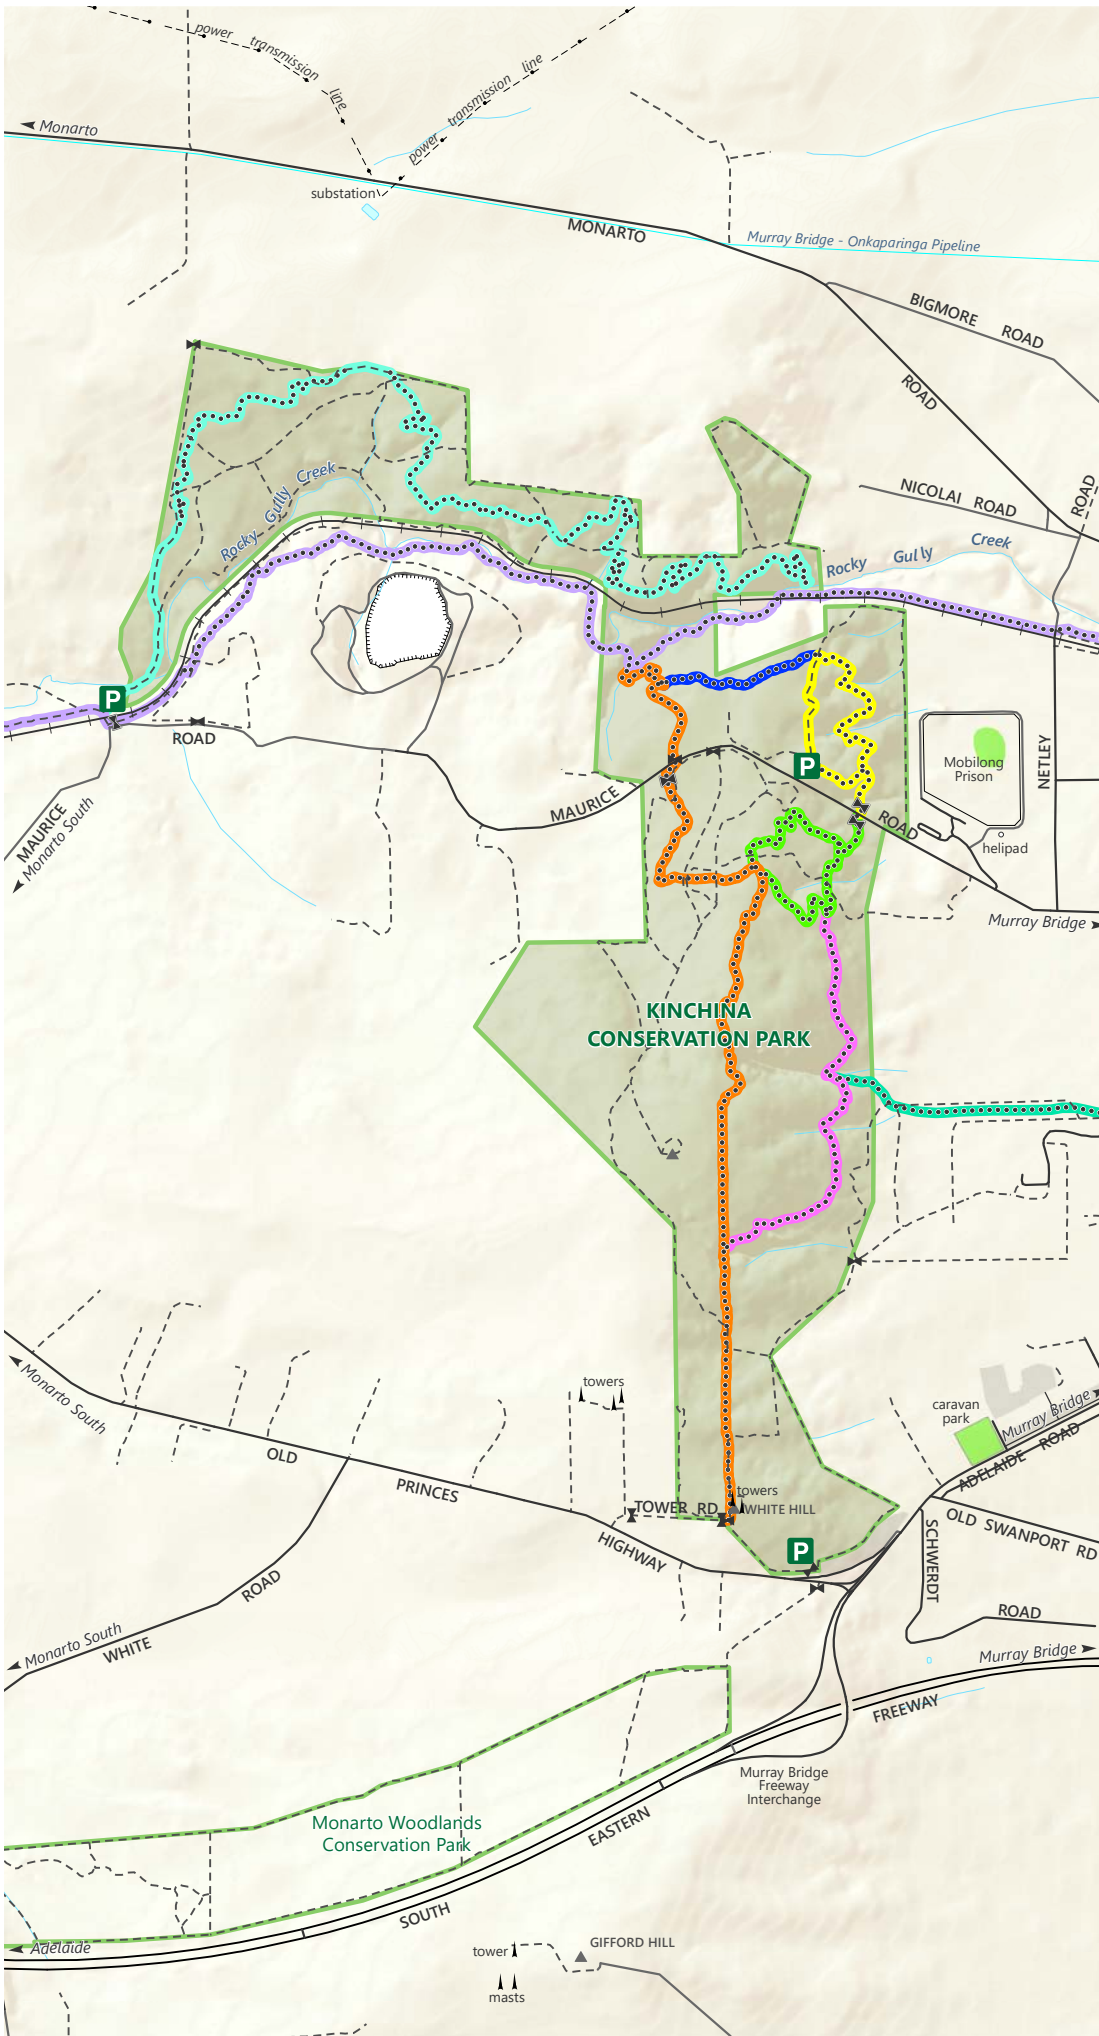 power transmission line
power transmission line
Monarto
substation
MONARTO
Murray Bridge - Onkaparinga Pipeline
BIGMORE ROAD
ROAD
NICOLAI ROAD
ROAD
Rocky Gully Creek
Rocky Gully Creek
P
ROAD
MAURICE
Monarto South
MAURICE
P
ROAD
Mobilong
Prison
NETLEY
helipad
Murray Bridge
KINCHINA
CONSERVATION PARK
Monarto South
OLD
PRINCES
HIGHWAY
towers
caravan
park
Murray Bridge
ADELAIDE ROAD
towers
TOWER RD
WHITE HILL
P
OLD SWANPORT RD
SCHWERDT
ROAD
ROAD
Monarto South
WHITE
Murray Bridge
FREEWAY
Murray Bridge
Freeway
Interchange
EASTERN
Monarto Woodlands
Conservation Park
SOUTH
Adelaide
tower
GIFFORD HILL
masts